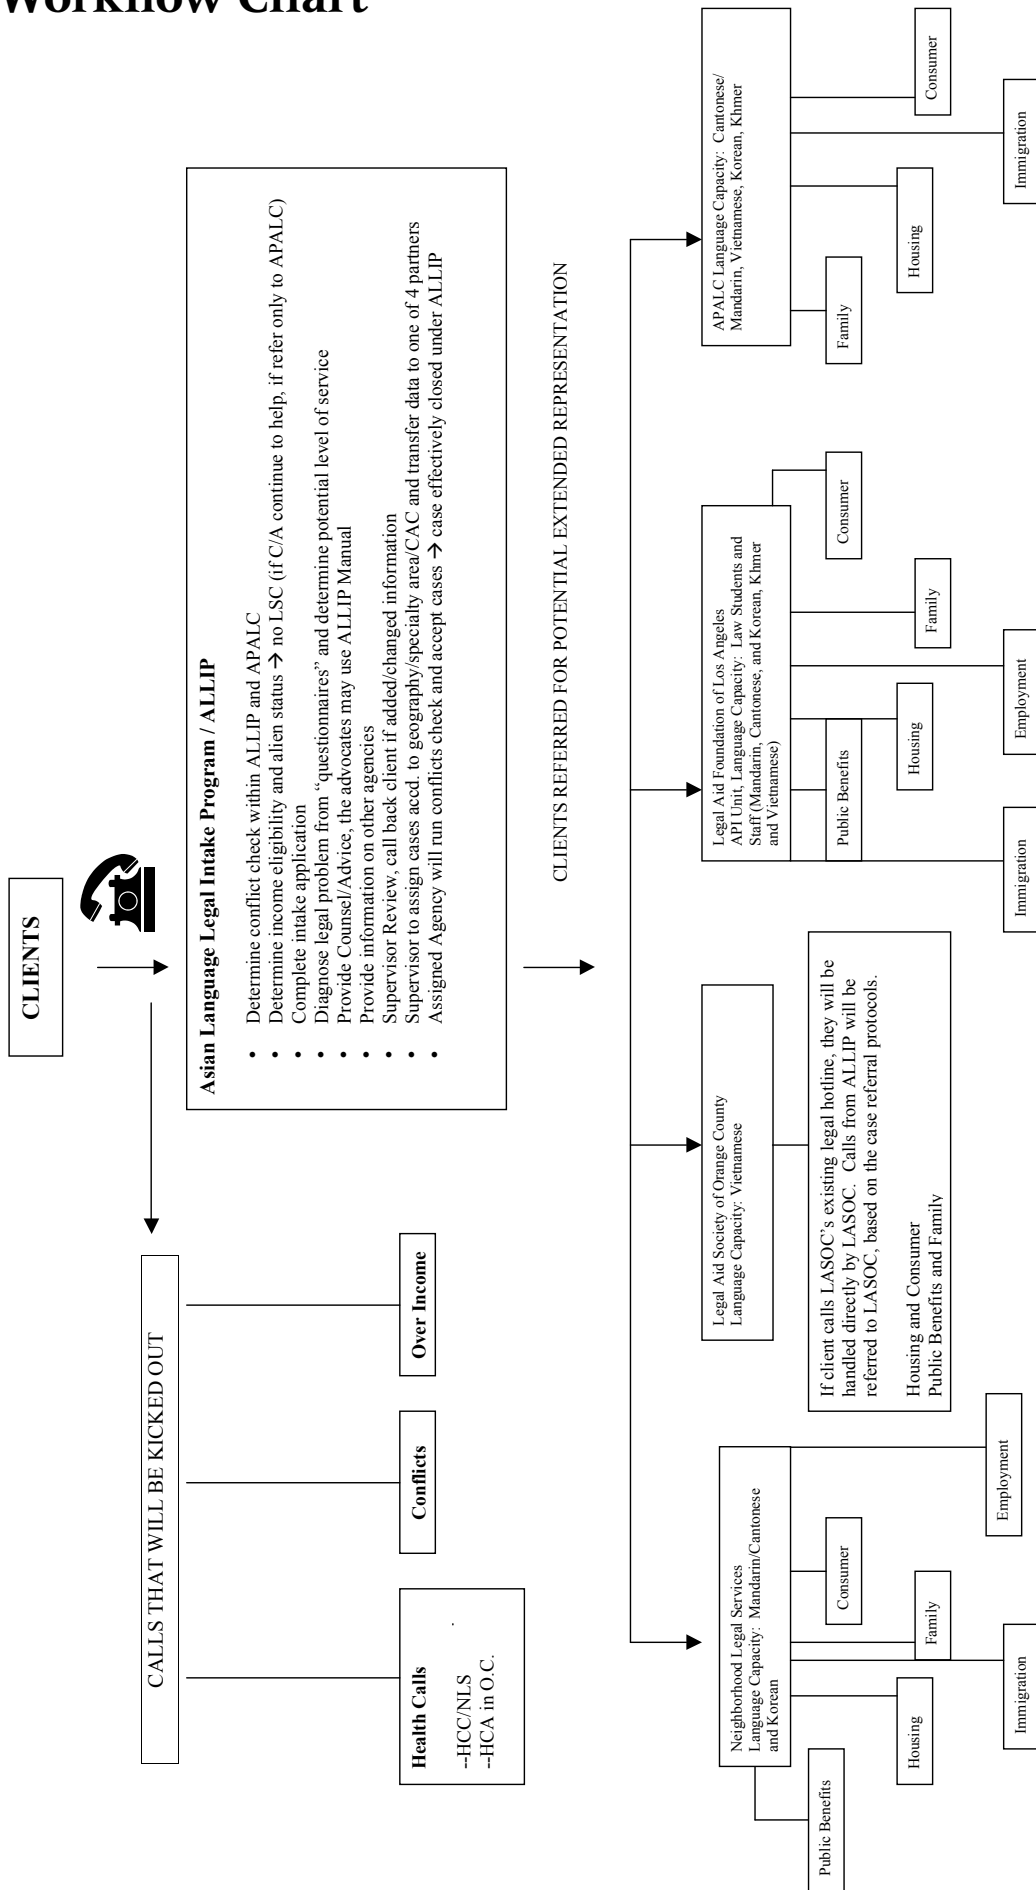 Workflow Chart
CLIENTS
CALLS THAT WILL BE KICKED OUT
Health Calls
--HCC/NLS
--HCA in O.C.
Conflicts
Over Income
Asian Language Legal Intake Program / ALLIP
• Determine conflict check within ALLIP and APALC
• Determine income eligibility and alien status → no LSC (if C/A continue to help, if refer only to APALC)
• Complete intake application
• Diagnose legal problem from “questionnaires” and determine potential level of service
• Provide Counsel/Advice, the advocates may use ALLIP Manual
• Provide information on other agencies
• Supervisor Review, call back client if added/changed information
• Supervisor to assign cases accd. to geography/specialty area/CAC and transfer data to one of 4 partners
• Assigned Agency will run conflicts check and accept cases → case effectively closed under ALLIP
CLIENTS REFERRED FOR POTENTIAL EXTENDED REPRESENTATION
Neighborhood Legal Services
Language Capacity: Mandarin/Cantonese
and Korean
Public Benefits
Housing
Immigration
Family
Consumer
Employment
Legal Aid Society of Orange County
Language Capacity: Vietnamese
If client calls LASOC’s existing legal hotline, they will be
handled directly by LASOC. Calls from ALLIP will be
referred to LASOC, based on the case referral protocols.
Housing and Consumer
Public Benefits and Family
Legal Aid Foundation of Los Angeles
API Unit, Language Capacity: Law Students and
Staff (Mandarin, Cantonese, and Korean, Khmer
and Vietnamese)
Immigration
Public Benefits
Housing
Employment
Family
Consumer
APALC Language Capacity: Cantonese/
Mandarin, Vietnamese, Korean, Khmer
Family
Housing
Immigration
Consumer